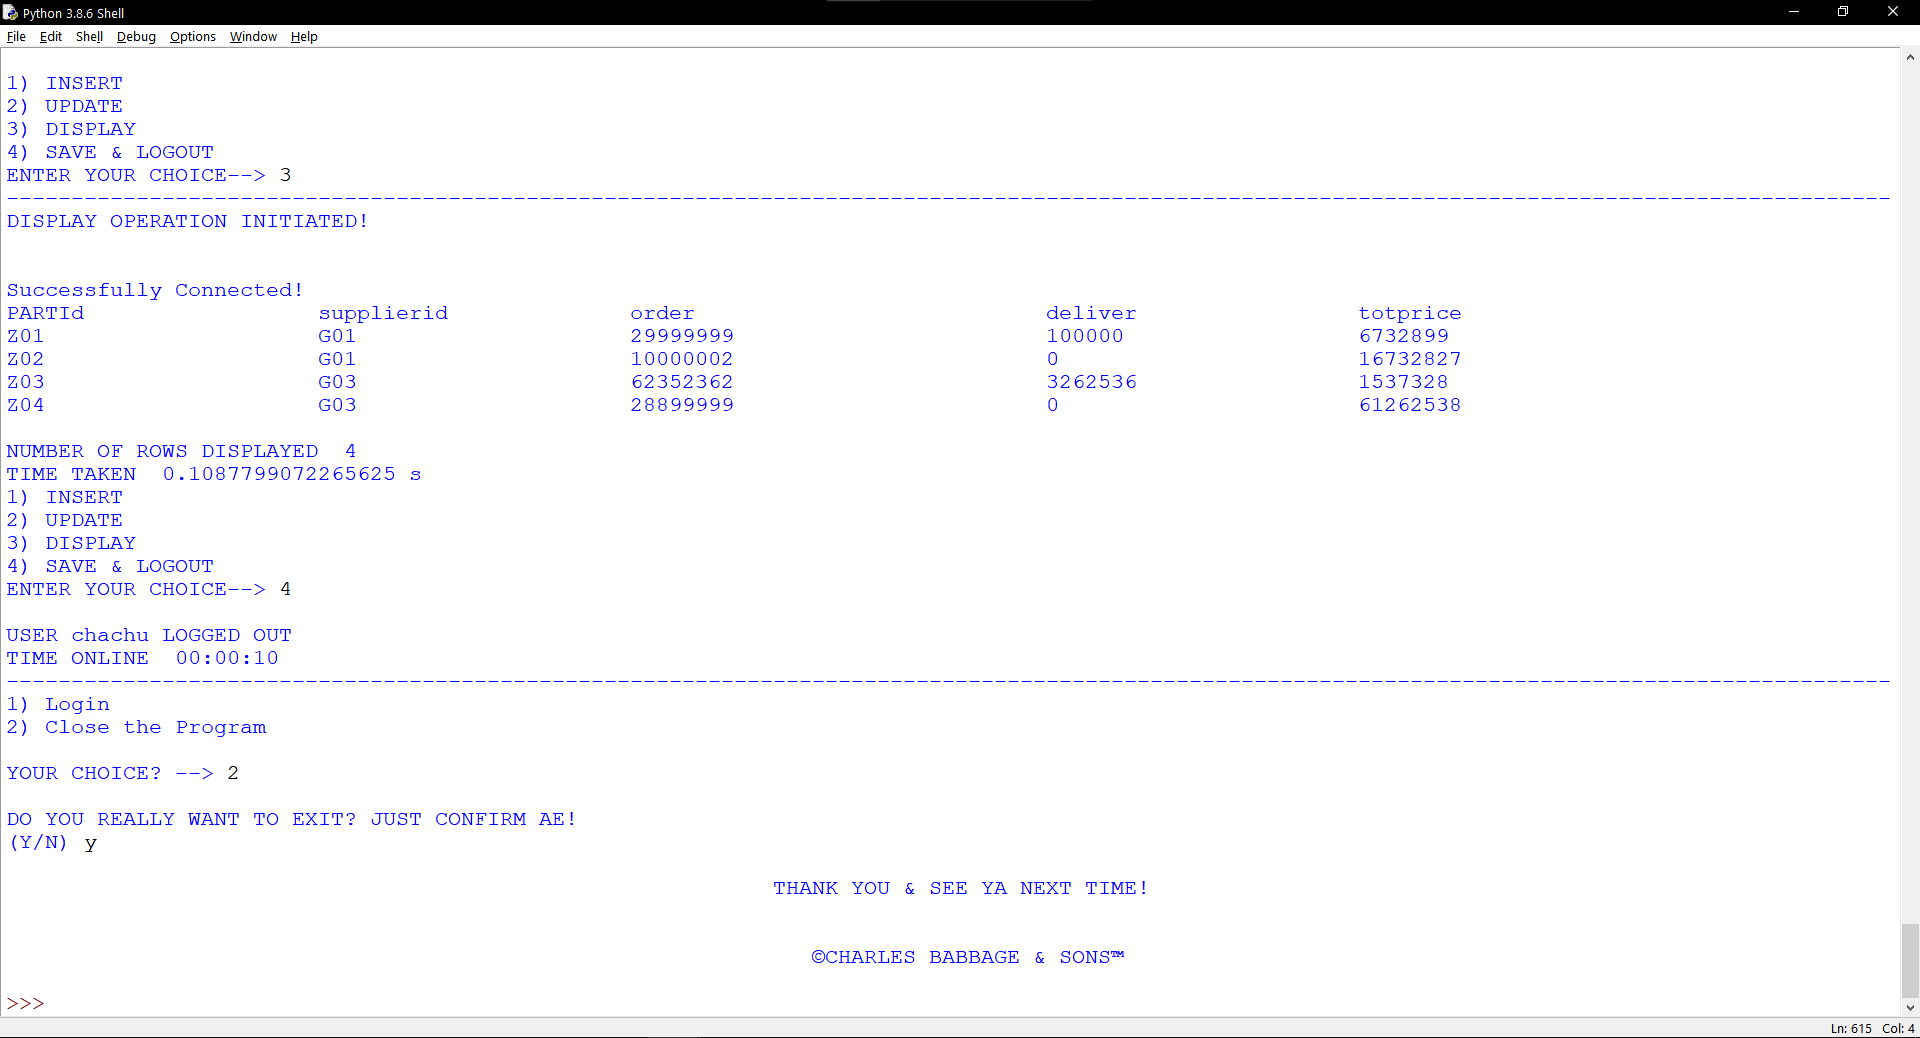 Python 3.8.6 Shell
File Edit Shell Debug Options Window Help
1) INSERT
2) UPDATE
3) DISPLAY
4) SAVE & LOGOUT
ENTER YOUR CHOICE--> 3
-------------------------------------------------------------------------------------------------------------------------------------------------
DISPLAY OPERATION INITIATED!
Successfully Connected!
PARTId supplierid order deliver totprice
Z01 G01 29999999 100000 6732899
Z02 G01 10000002 0 16732827
Z03 G03 62352362 3262536 1537328
Z04 G03 28899999 0 61262538
NUMBER OF ROWS DISPLAYED  4
TIME TAKEN  0.1087799072265625 s
1) INSERT
2) UPDATE
3) DISPLAY
4) SAVE & LOGOUT
ENTER YOUR CHOICE--> 4
USER chachu LOGGED OUT
TIME ONLINE  00:00:10
-------------------------------------------------------------------------------------------------------------------------------------------------
1) Login
2) Close the Program
YOUR CHOICE? --> 2
DO YOU REALLY WANT TO EXIT? JUST CONFIRM AE!
(Y/N) y
THANK YOU & SEE YA NEXT TIME!
©CHARLES BABBAGE & SONS™
>>>
Ln: 615 Col: 4